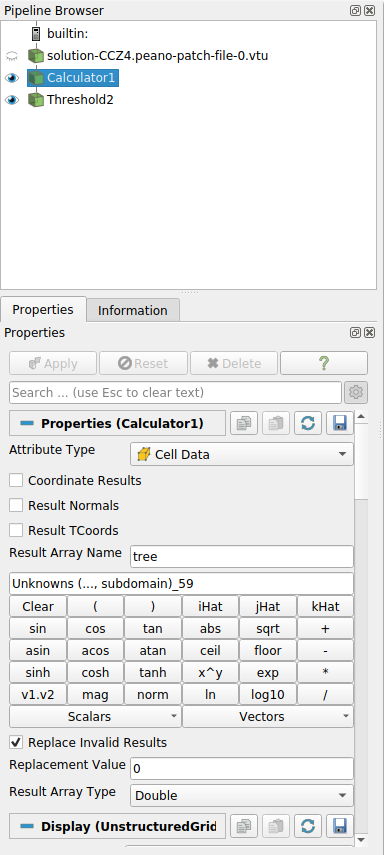 Pipeline Browser
builtin:
solution-CCZ4.peano-patch-file-0.vtu
Calculator1
Threshold2
Properties Information
Properties
Apply Reset Delete ?
Search ... (use Esc to clear text)
Properties (Calculator1)
Attribute Type Cell Data
Coordinate Results
Result Normals
Result TCoords
Result Array Name tree
Unknowns (..., subdomain)_59
Clear ( ) iHat jHat kHat
sin cos tan abs sqrt +
asin acos atan ceil floor -
sinh cosh tanh x^y exp *
v1.v2 mag norm ln log10 /
Scalars Vectors
Replace Invalid Results
Replacement Value 0
Result Array Type Double
Display (UnstructuredGrid